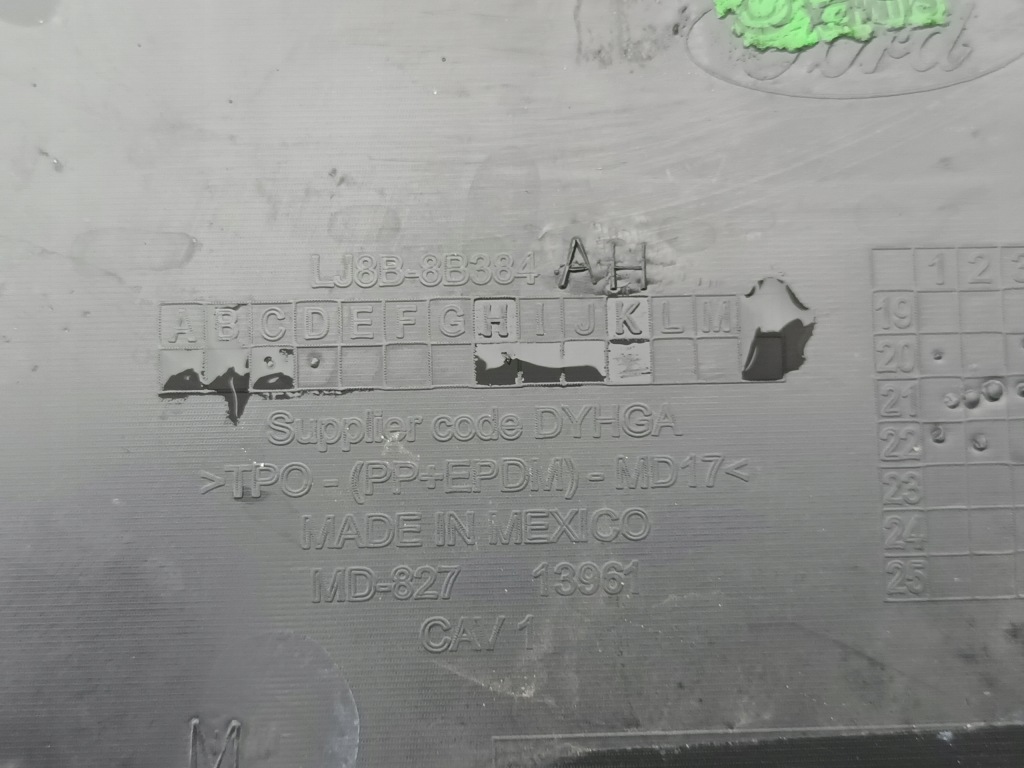 Ford
LJ8B-8B384 AH
A B C D E F G H I J K L M
Supplier code DYHGA
>TPO - (PP+EPDM) - MD17<
MADE IN MEXICO
MD-827 13961
CAV 1
M
1 2 3
19
20
21
22
23
24
25